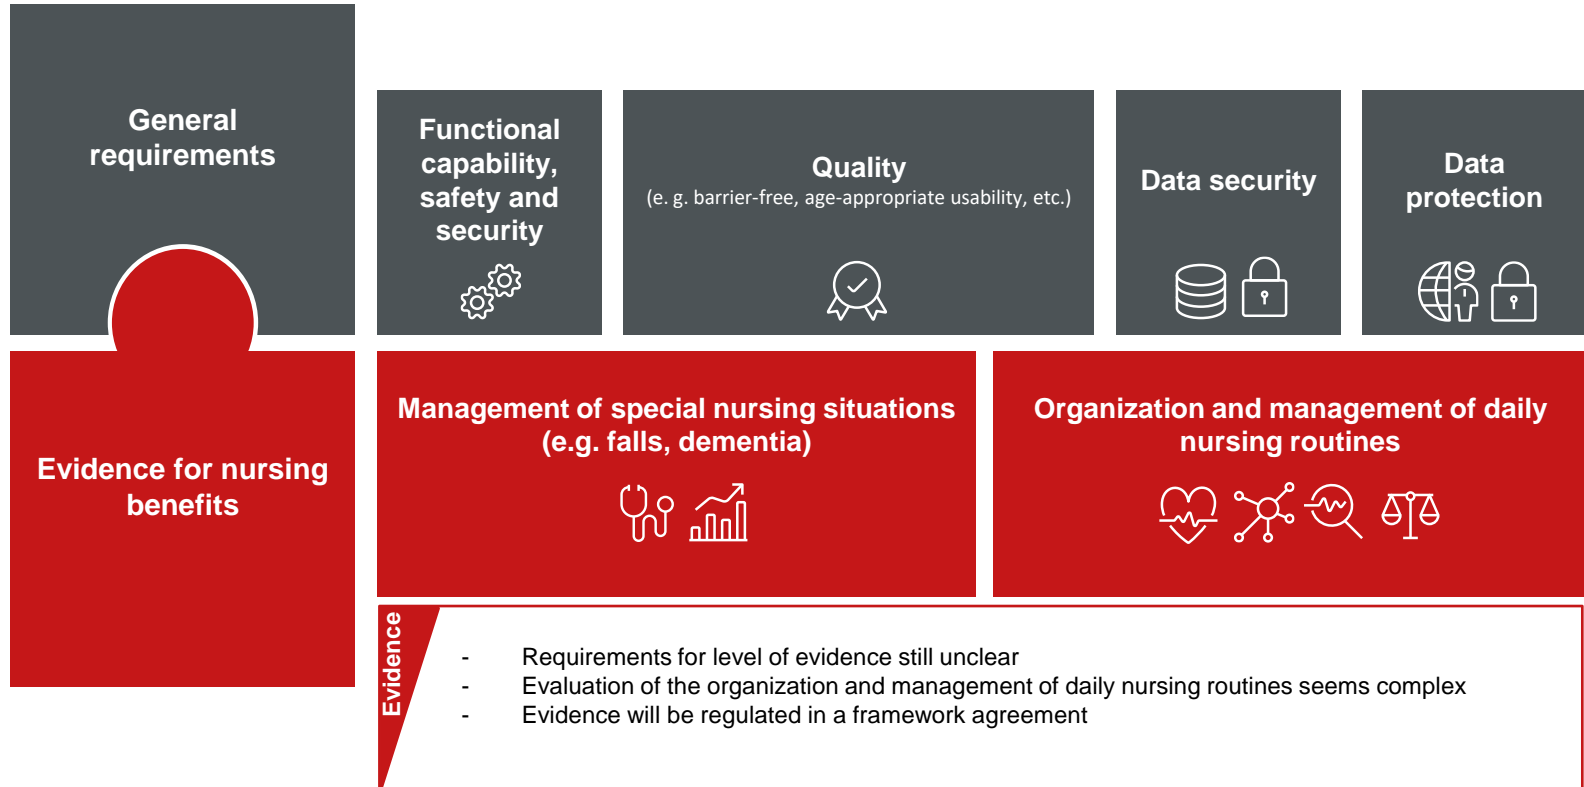 General
requirements
Functional
capability,
safety and
security
Quality
(e. g. barrier-free, age-appropriate usability, etc.)
Data security
Data
protection
Evidence for nursing
benefits
Management of special nursing situations
(e.g. falls, dementia)
Organization and management of daily
nursing routines
Evidence
- Requirements for level of evidence still unclear
- Evaluation of the organization and management of daily nursing routines seems complex
- Evidence will be regulated in a framework agreement